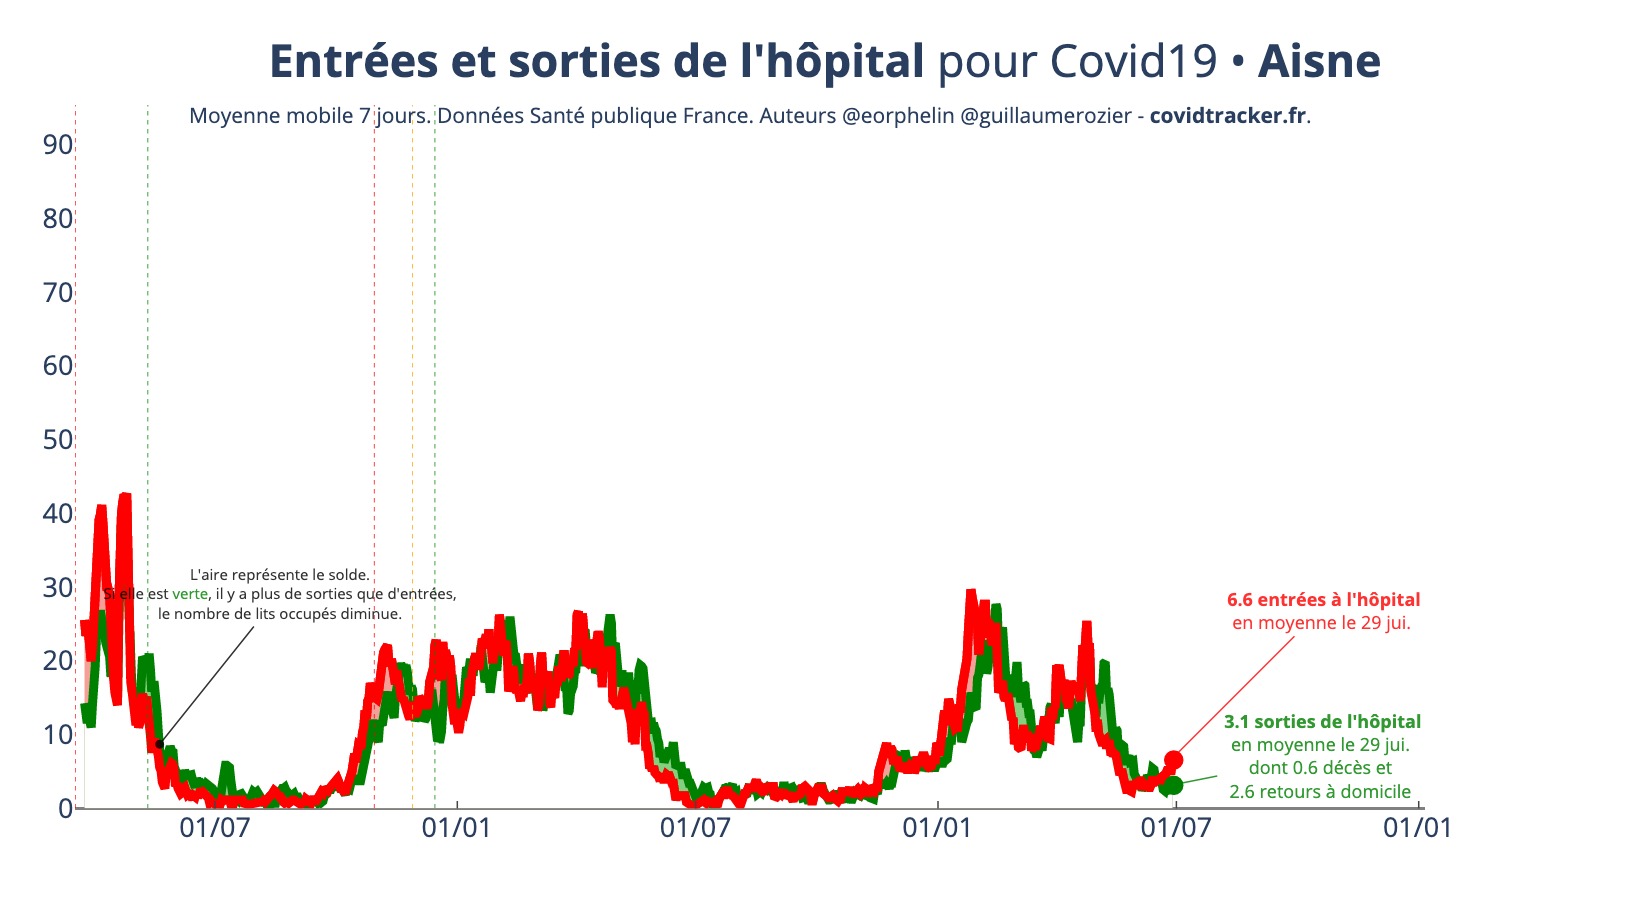 Entrées et sorties de l'hôpital pour Covid19 • Aisne
Moyenne mobile 7 jours. Données Santé publique France. Auteurs @eorphelin @guillaumerozier - covidtracker.fr.
90
80
70
60
50
40
30
20
10
0
L'aire représente le solde.
Si elle est verte, il y a plus de sorties que d'entrées,
le nombre de lits occupés diminue.
6.6 entrées à l'hôpital
en moyenne le 29 jui.
3.1 sorties de l'hôpital
en moyenne le 29 jui.
dont 0.6 décès et
2.6 retours à domicile
01/07
01/01
01/07
01/01
01/07
01/01